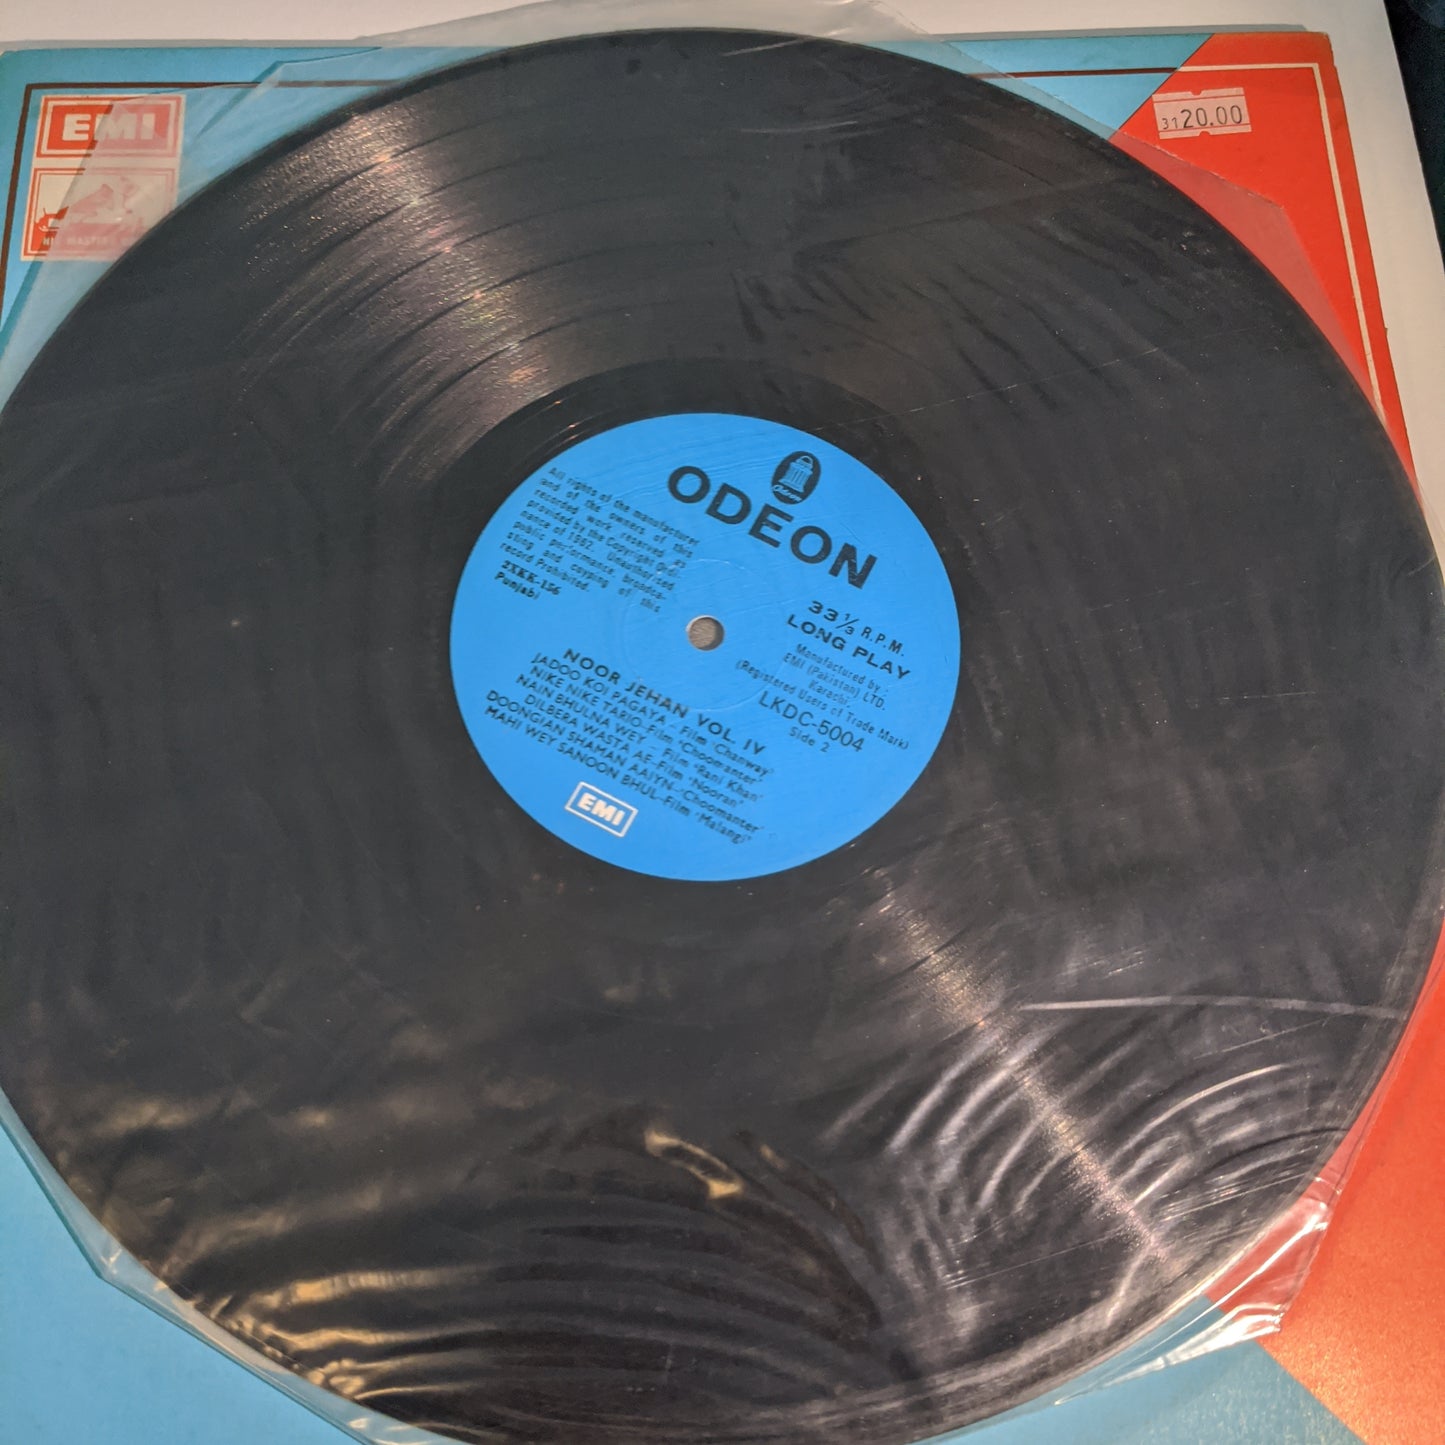 EMI
HIS MASTER'S
3120.00
Odeon
ODEON
All rights of the manufacturer
and of the owners of this
recorded work reserved as
provided by the Copyright Ordi-
nance of 1962. Unauthorised
public performance, broadca-
sting and coyping of this
record Prohibited.
2XKK-156
Punjabi
33⅓ R.P.M.
LONG PLAY
Manufactured by :
EMI (Pakistan) LTD.
Karachi.
(Registered Users of Trade Mark)
LKDC-5004
Side 2
NOOR JEHAN VOL. IV
JADOO KOI PAGAYA - Film 'Chanway'
NIKE NIKE TARIO-Film 'Choomanter'
NAIN BHULNA WEY - Film 'Rani Khan'
DILBERA WASTA AE-Film 'Nooran'
DOONGIAN SHAMAN AAIYN-'Choomanter'
MAHI WEY SANOON BHUL-Film 'Malangi'
EMI